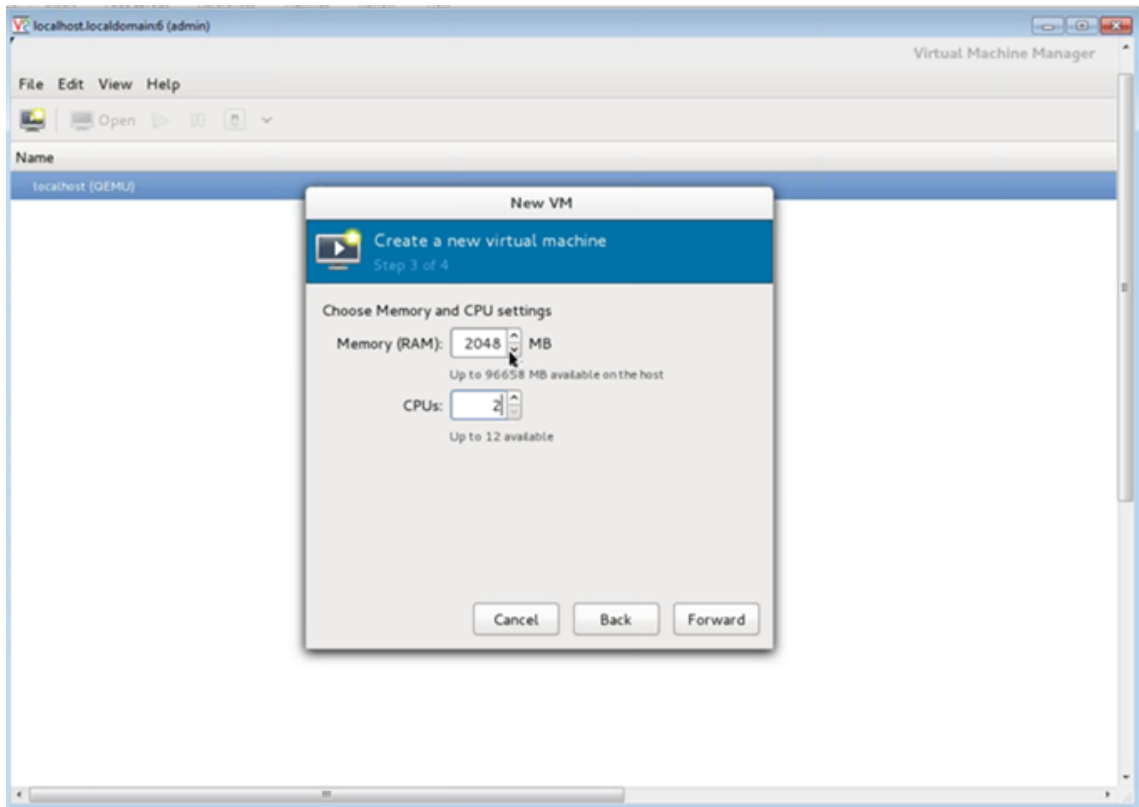 localhost.localdomain:6 (admin)
Virtual Machine Manager
File Edit View Help
Open
Name
localhost (QEMU)
New VM
Create a new virtual machine
Step 3 of 4
Choose Memory and CPU settings
Memory (RAM): 2048 MB
Up to 96658 MB available on the host
CPUs: 2
Up to 12 available
Cancel Back Forward